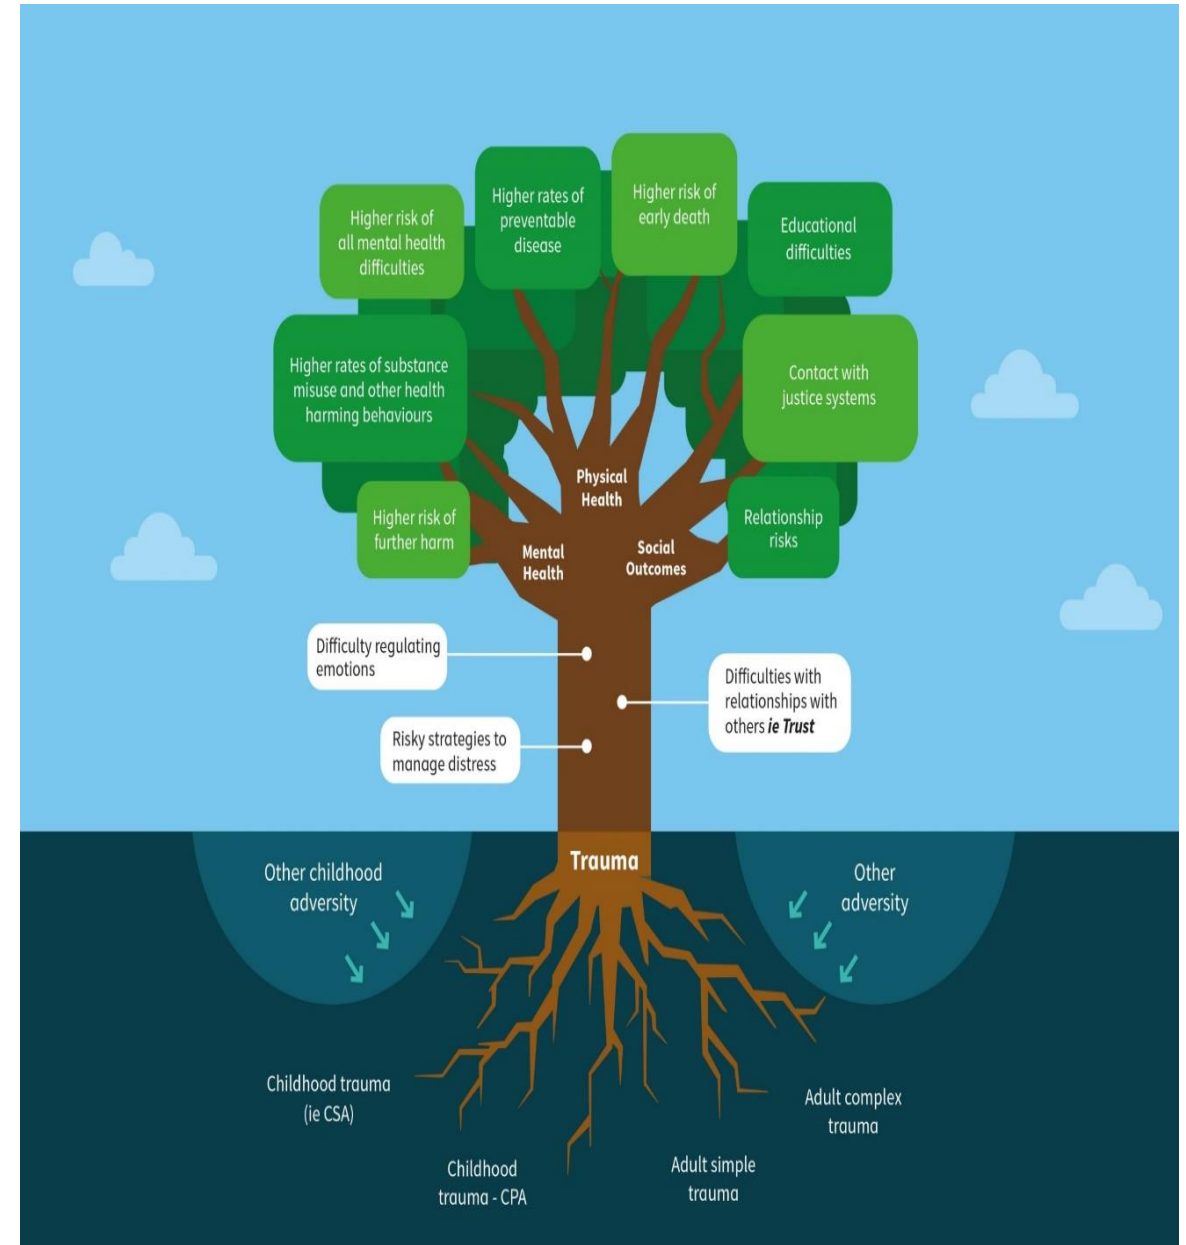 Higher risk of
all mental health
difficulties
Higher rates of
preventable
disease
Higher risk of
early death
Educational
difficulties
Higher rates of substance
misuse and other health
harming behaviours
Contact with
justice systems
Higher risk of
further harm
Physical
Health
Relationship
risks
Mental
Health
Social
Outcomes
Difficulty regulating
emotions
Difficulties with
relationships with
others ie Trust
Risky strategies to
manage distress
Trauma
Other childhood
adversity
Other
adversity
Childhood trauma
(ie CSA)
Childhood
trauma - CPA
Adult simple
trauma
Adult complex
trauma